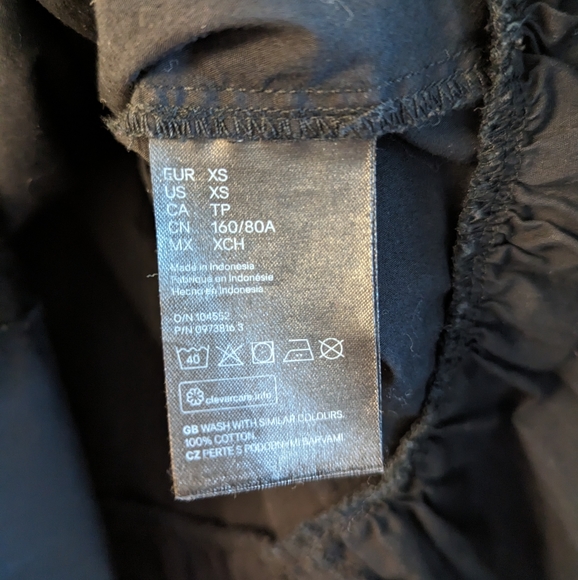 EUR XS
US XS
CA TP
CN 160/80A
MX XCH
Made in Indonesia
Fabriqué en Indonésie
Hecho en Indonesia
O/N 104552
P/N 0973816 3
40
clevercare.info
GB WASH WITH SIMILAR COLOURS.
100% COTTON.
CZ PERTE S PODOBNÝMI BARVAMI